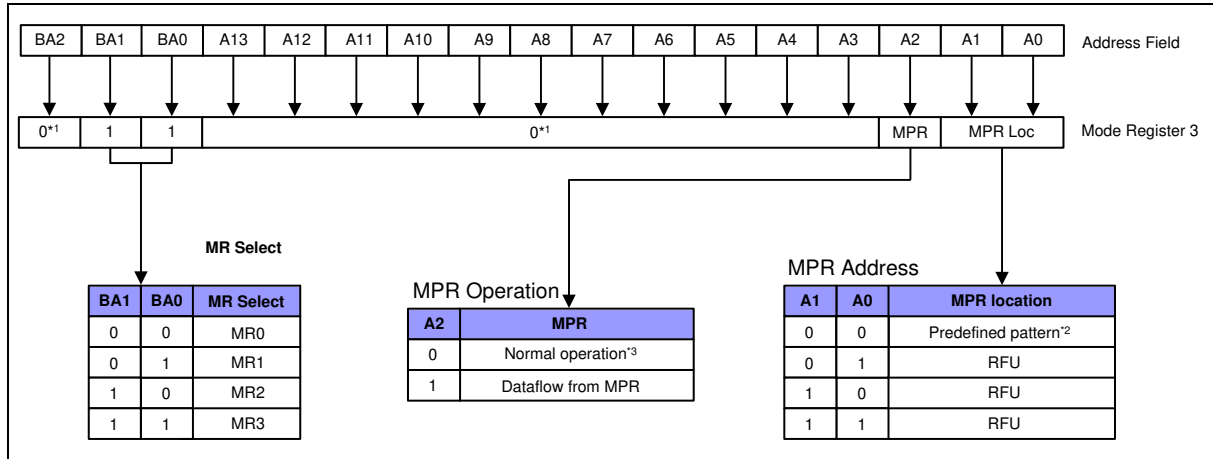 BA2 BA1 BA0 A13 A12 A11 A10 A9 A8 A7 A6 A5 A4 A3 A2 A1 A0 Address Field
0*1 1 1 0*1 MPR MPR Loc Mode Register 3
MR Select
BA1 BA0 MR Select
0 0 MR0
0 1 MR1
1 0 MR2
1 1 MR3
MPR Operation
A2 MPR
0 Normal operation*3
1 Dataflow from MPR
MPR Address
A1 A0 MPR location
0 0 Predefined pattern*2
0 1 RFU
1 0 RFU
1 1 RFU